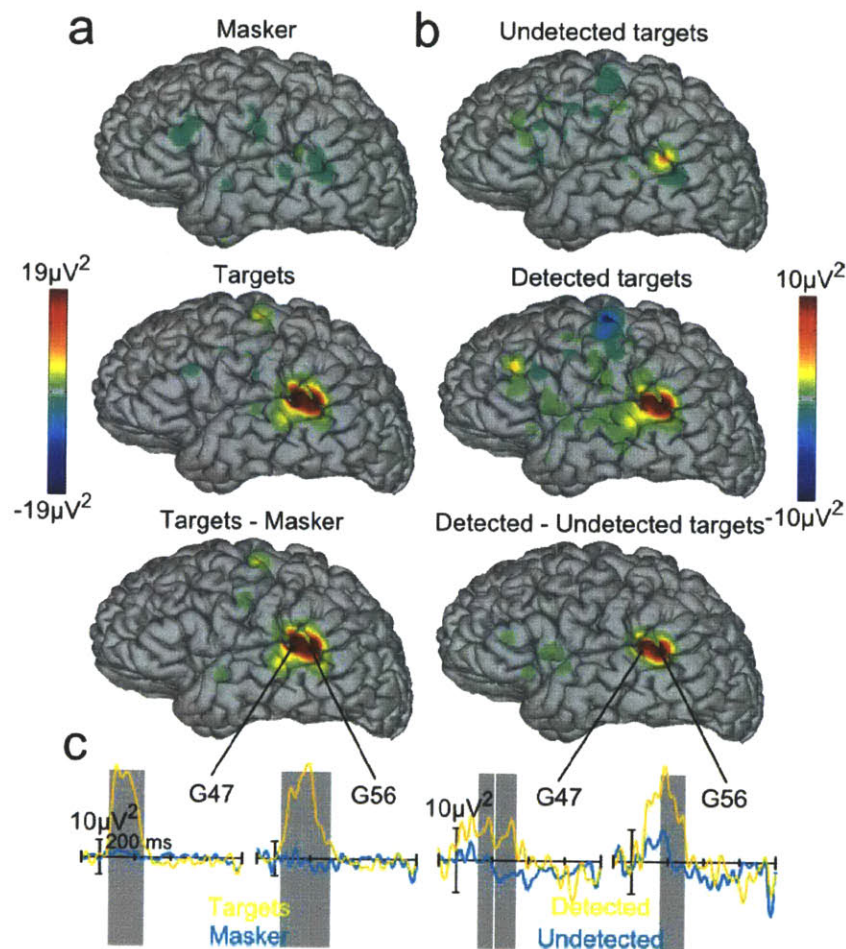 a
Masker
b
Undetected targets
19µV²
Targets
-19µV²
Detected targets
10µV²
-10µV²
Targets - Masker
Detected - Undetected targets
c
G47
G56
G47
G56
10µV²
200 ms
10µV²
Targets
Masker
Detected
Undetected